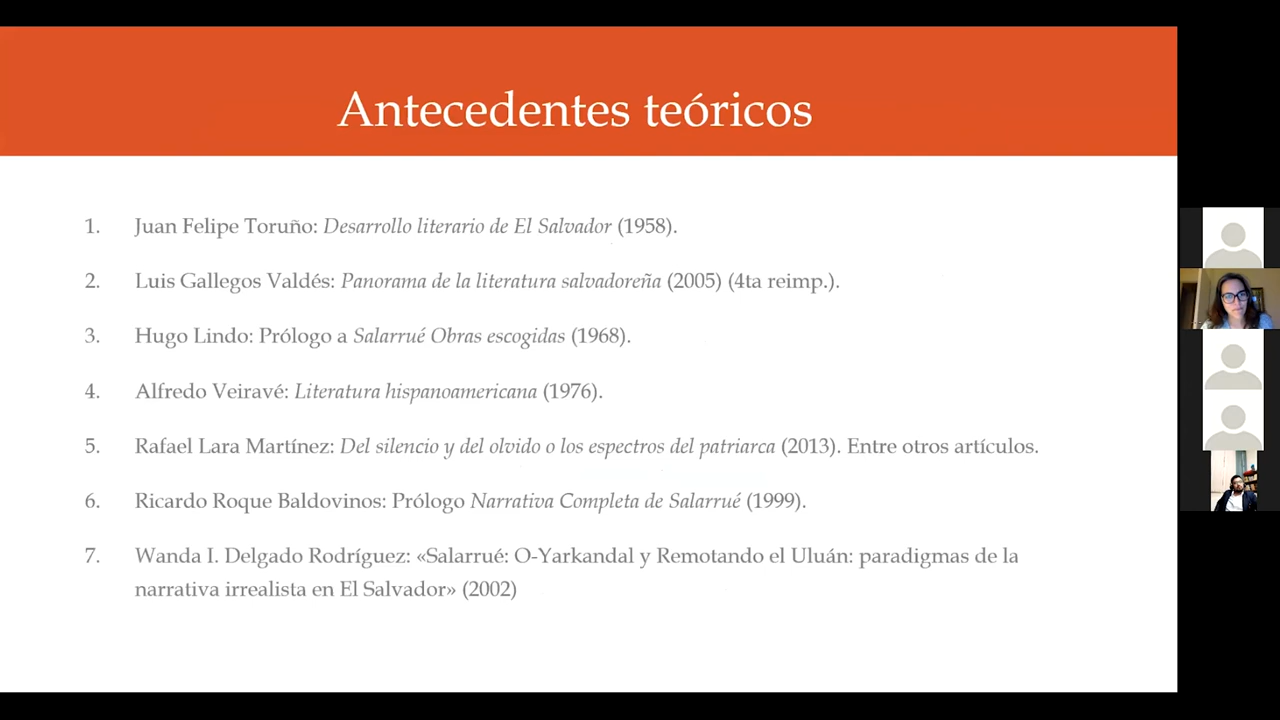 Antecedentes teóricos
1. Juan Felipe Toruño: Desarrollo literario de El Salvador (1958).
2. Luis Gallegos Valdés: Panorama de la literatura salvadoreña (2005) (4ta reimp.).
3. Hugo Lindo: Prólogo a Salarrué Obras escogidas (1968).
4. Alfredo Veiravé: Literatura hispanoamericana (1976).
5. Rafael Lara Martínez: Del silencio y del olvido o los espectros del patriarca (2013). Entre otros artículos.
6. Ricardo Roque Baldovinos: Prólogo Narrativa Completa de Salarrué (1999).
7. Wanda I. Delgado Rodríguez: «Salarrué: O-Yarkandal y Remotando el Uluán: paradigmas de la
narrativa irrealista en El Salvador» (2002)